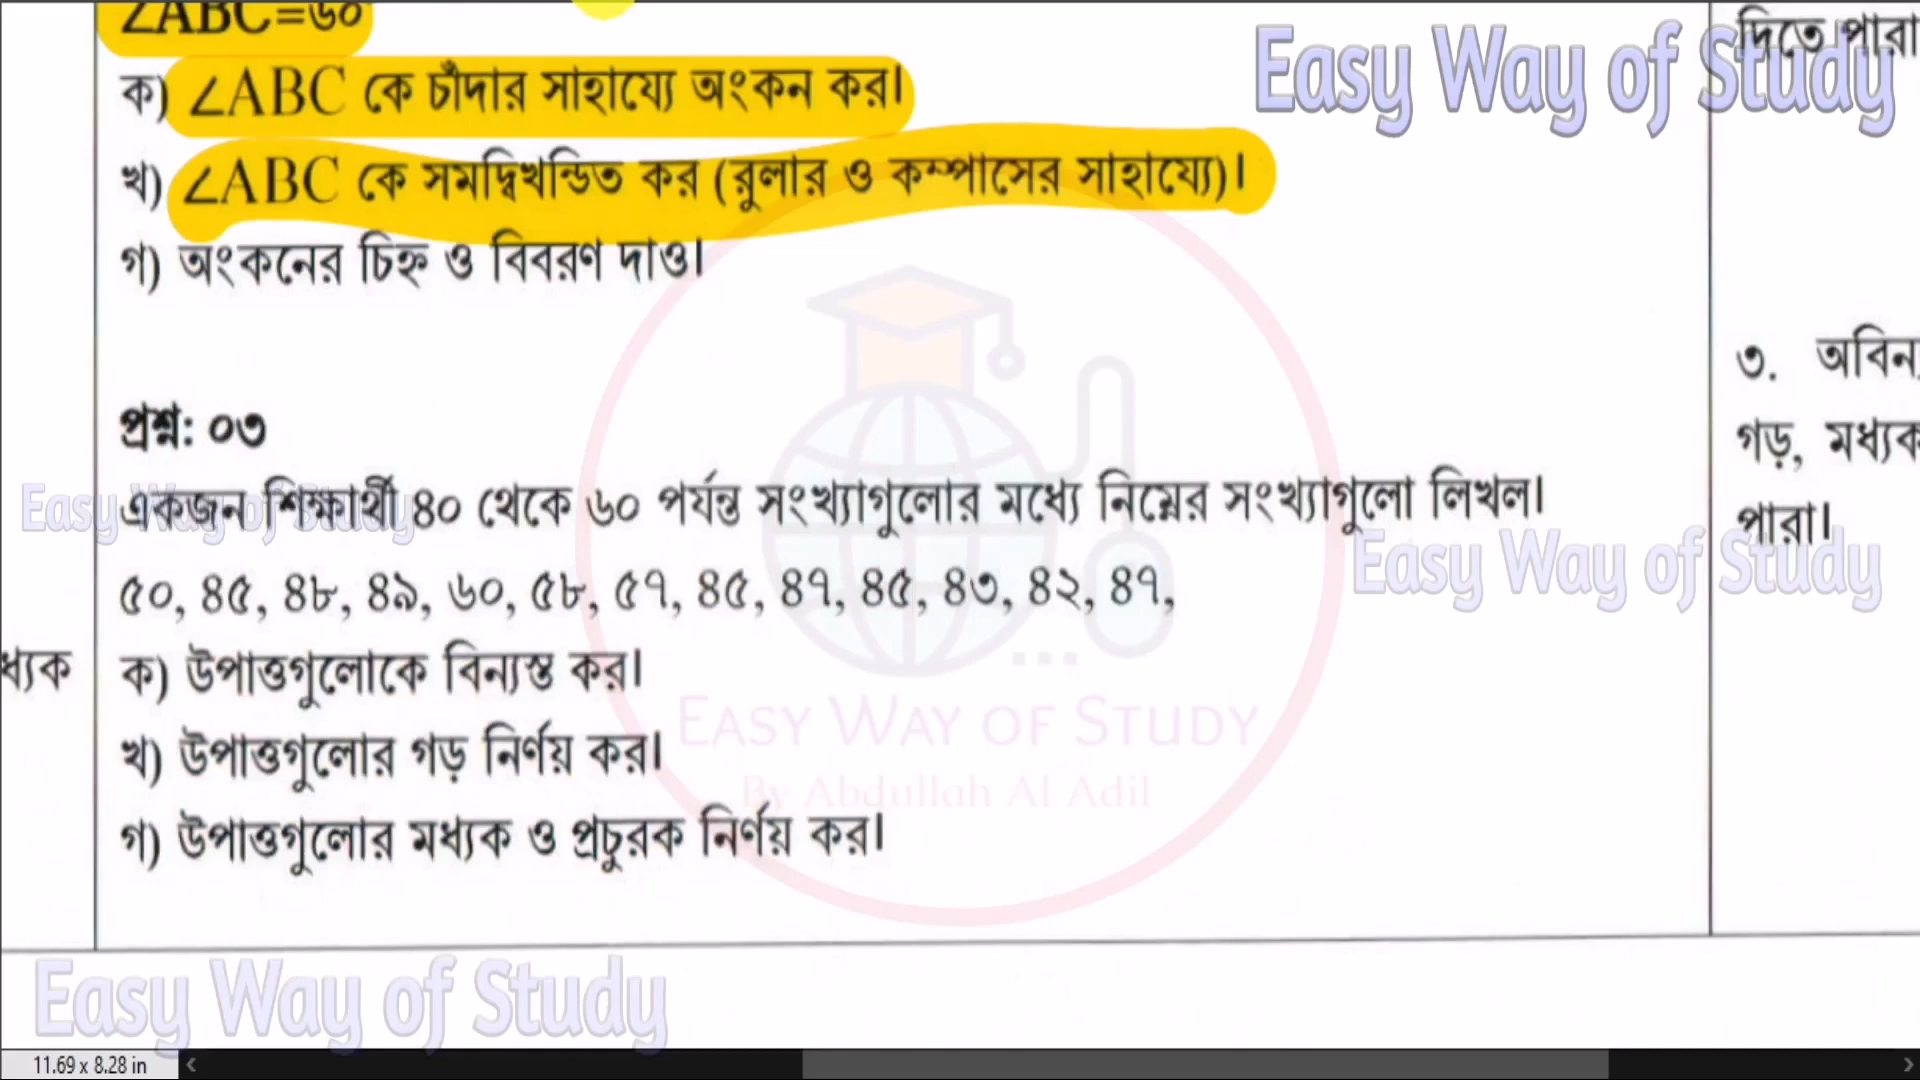 ∠ABC=৬০
দিতে পারা
Easy Way of Study
ক) ∠ABC কে চাঁদার সাহায্যে অংকন কর।
খ) ∠ABC কে সমদ্বিখন্ডিত কর (রুলার ও কম্পাসের সাহায্যে)।
গ) অংকনের চিহ্ন ও বিবরণ দাও।
প্রশ্ন: ০৩
একজন শিক্ষার্থী ৪০ থেকে ৬০ পর্যন্ত সংখ্যাগুলোর মধ্যে নিম্নের সংখ্যাগুলো লিখল।
Easy Way of Study
৫০, ৪৫, ৪৮, ৪৯, ৬০, ৫৮, ৫৭, ৪৫, ৪৭, ৪৫, ৪৩, ৪২, ৪৭,
ধ্যক
ক) উপাত্তগুলোকে বিন্যস্ত কর।
খ) উপাত্তগুলোর গড় নির্ণয় কর।
গ) উপাত্তগুলোর মধ্যক ও প্রচুরক নির্ণয় কর।
৩. অবিন্য
গড়, মধ্যক
পারা।
Easy Way of Study
EASY WAY OF STUDY
By Abdullah Al Adil
Easy Way of Study
11.69 x 8.28 in